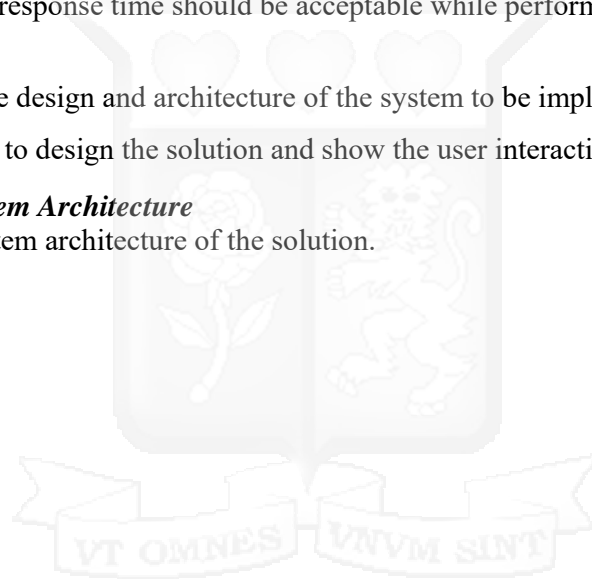 response time should be acceptable while perform
e design and architecture of the system to be impl
to design the solution and show the user interacti
em Architecture
tem architecture of the solution.
VT OMNES VNVM SINT